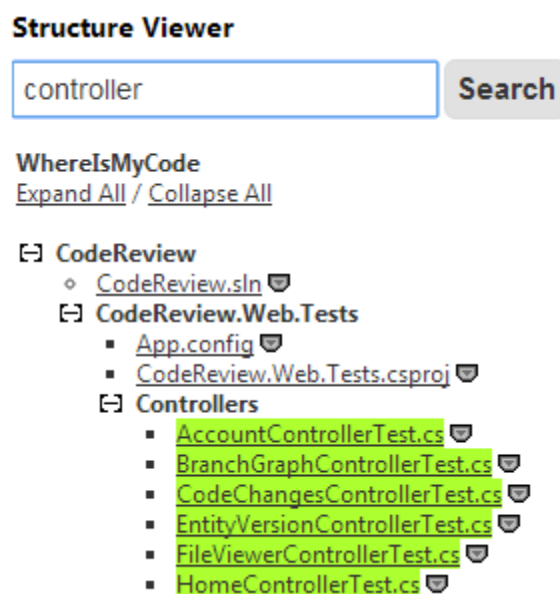 Structure Viewer
controller Search
WhereIsMyCode
Expand All / Collapse All
CodeReview
CodeReview.sln
CodeReview.Web.Tests
App.config
CodeReview.Web.Tests.csproj
Controllers
AccountControllerTest.cs
BranchGraphControllerTest.cs
CodeChangesControllerTest.cs
EntityVersionControllerTest.cs
FileViewerControllerTest.cs
HomeControllerTest.cs